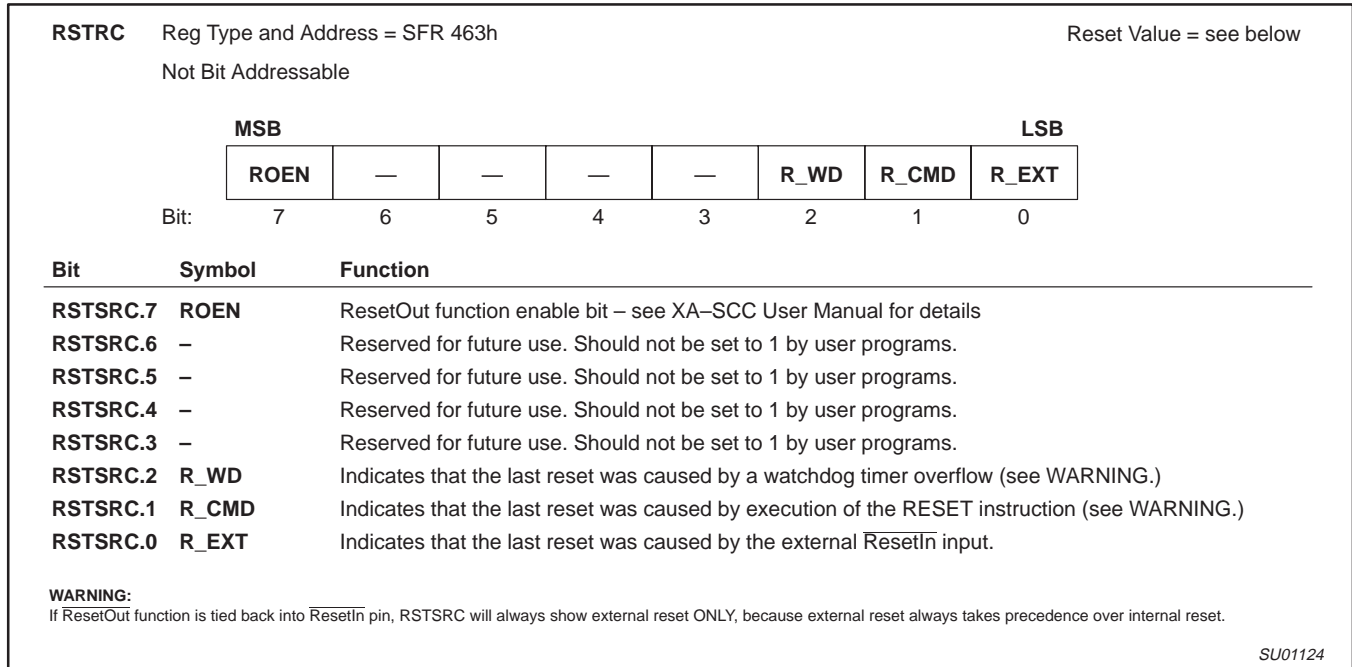 RSTRC Reg Type and Address = SFR 463h Reset Value = see below
Not Bit Addressable
MSB LSB
ROEN — — — — R_WD R_CMD R_EXT
Bit: 7 6 5 4 3 2 1 0
Bit Symbol Function
RSTSRC.7 ROEN ResetOut function enable bit – see XA–SCC User Manual for details
RSTSRC.6 – Reserved for future use. Should not be set to 1 by user programs.
RSTSRC.5 – Reserved for future use. Should not be set to 1 by user programs.
RSTSRC.4 – Reserved for future use. Should not be set to 1 by user programs.
RSTSRC.3 – Reserved for future use. Should not be set to 1 by user programs.
RSTSRC.2 R_WD Indicates that the last reset was caused by a watchdog timer overflow (see WARNING.)
RSTSRC.1 R_CMD Indicates that the last reset was caused by execution of the RESET instruction (see WARNING.)
RSTSRC.0 R_EXT Indicates that the last reset was caused by the external ResetIn input.
WARNING:
If ResetOut function is tied back into ResetIn pin, RSTSRC will always show external reset ONLY, because external reset always takes precedence over internal reset.
SU01124